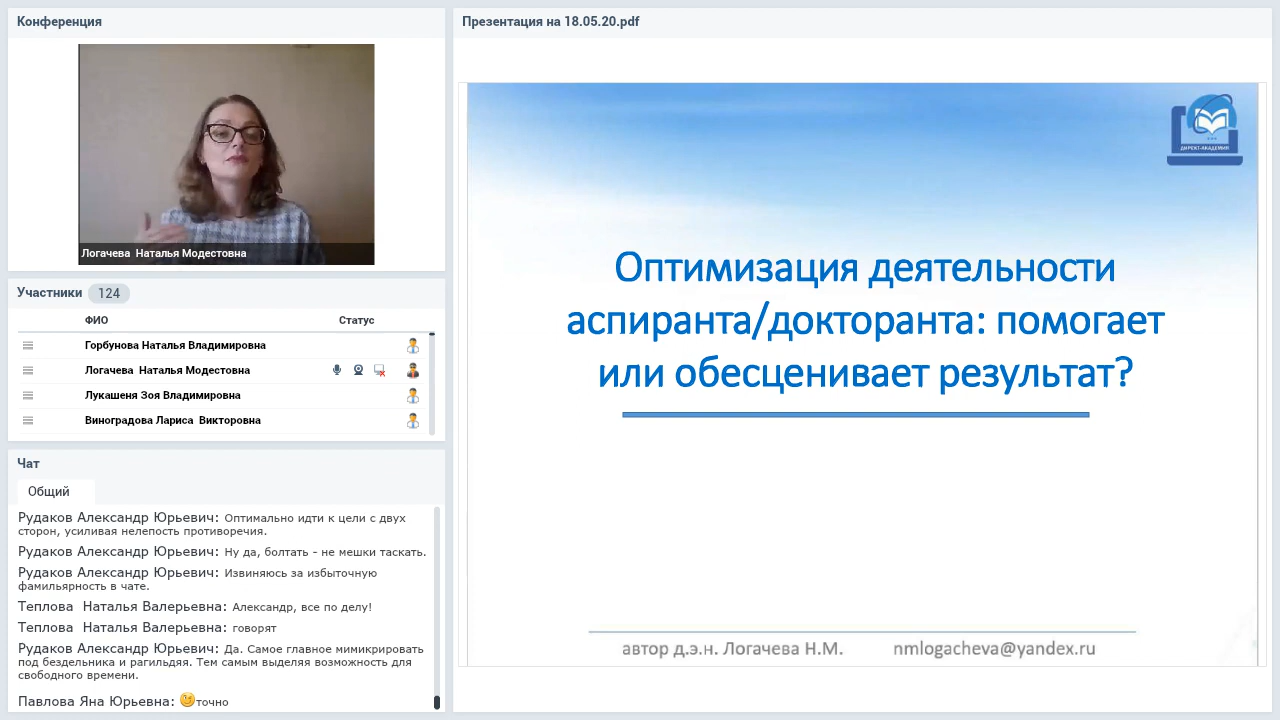 Конференция
Логачева  Наталья Модестовна
Участники 124
ФИО Статус
Горбунова Наталья Владимировна
Логачева  Наталья Модестовна
Лукашеня Зоя Владимировна
Виноградова Лариса  Викторовна
Чат
Общий
Рудаков Александр Юрьевич: Оптимально идти к цели с двух
сторон, усиливая нелепость противоречия.
Рудаков Александр Юрьевич: Ну да, болтать - не мешки таскать.
Рудаков Александр Юрьевич: Извиняюсь за избыточную
фамильярность в чате.
Теплова  Наталья Валерьевна: Александр, все по делу!
Теплова  Наталья Валерьевна: говорят
Рудаков Александр Юрьевич: Да. Самое главное мимикрировать
под бездельника и рагильдяя. Тем самым выделяя возможность для
свободного времени.
Павлова Яна Юрьевна: точно
Презентация на 18.05.20.pdf
ДИРЕКТ-АКАДЕМИЯ
Оптимизация деятельности
аспиранта/докторанта: помогает
или обесценивает результат?
автор д.э.н. Логачева Н.М. nmlogacheva@yandex.ru